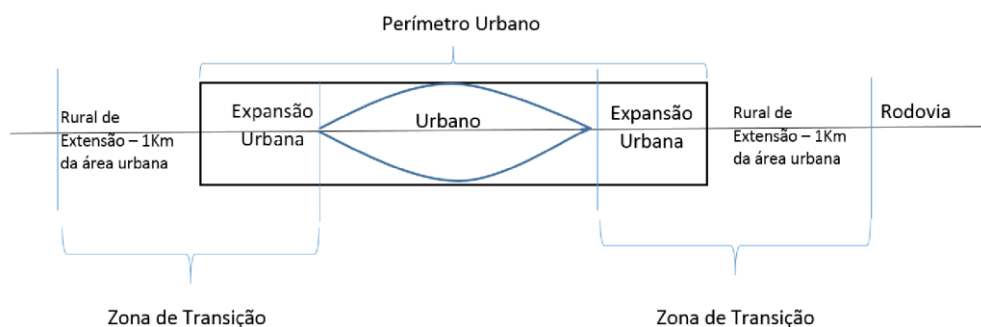 Perímetro Urbano
Rural de
Extensão – 1Km
da área urbana
Expansão
Urbana
Urbano
Expansão
Urbana
Rural de
Extensão – 1Km
da área urbana
Rodovia
Zona de Transição
Zona de Transição